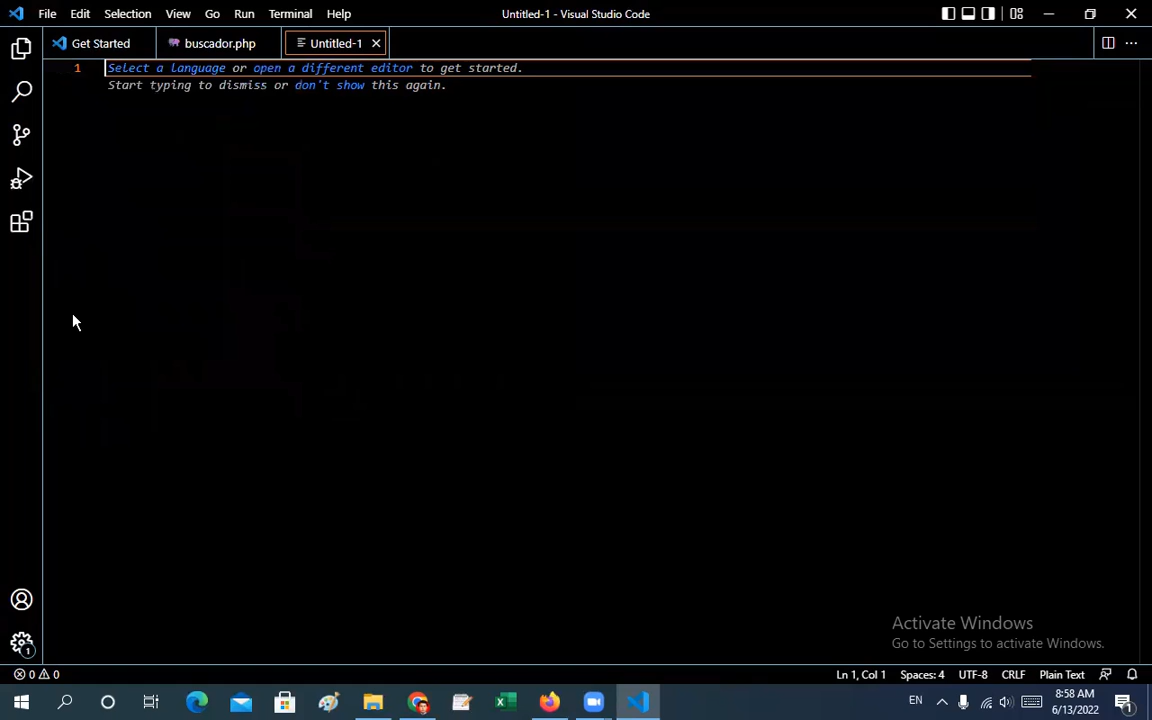 File Edit Selection View Go Run Terminal Help Untitled-1 - Visual Studio Code
Get Started buscador.php Untitled-1
1 Select a language or open a different editor to get started.
Start typing to dismiss or don't show this again.
1
Activate Windows
Go to Settings to activate Windows.
0 0 Ln 1, Col 1 Spaces: 4 UTF-8 CRLF Plain Text
EN 8:58 AM
6/13/2022 1